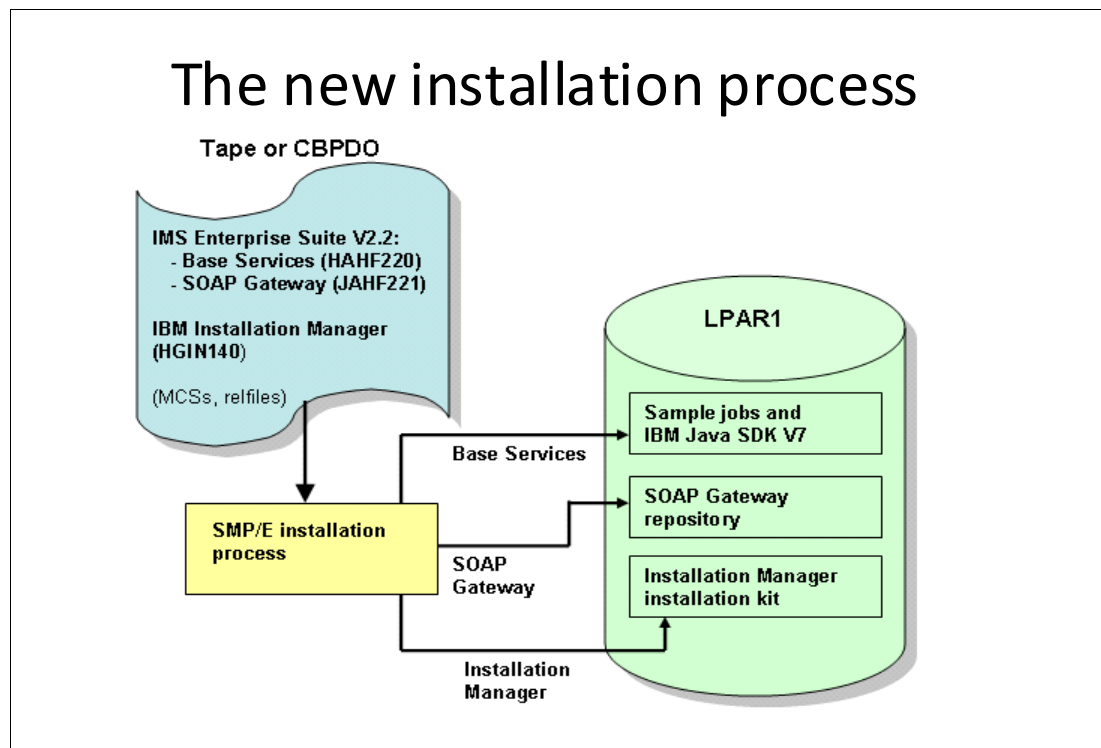 The new installation process
Tape or CBPDO
IMS Enterprise Suite V2.2:
- Base Services (HAHF220)
- SOAP Gateway (JAHF221)
IBM Installation Manager
(HGIN140)
(MCSs, relfiles)
SMP/E installation
process
Base Services
SOAP
Gateway
Installation
Manager
LPAR1
Sample jobs and
IBM Java SDK V7
SOAP Gateway
repository
Installation Manager
installation kit